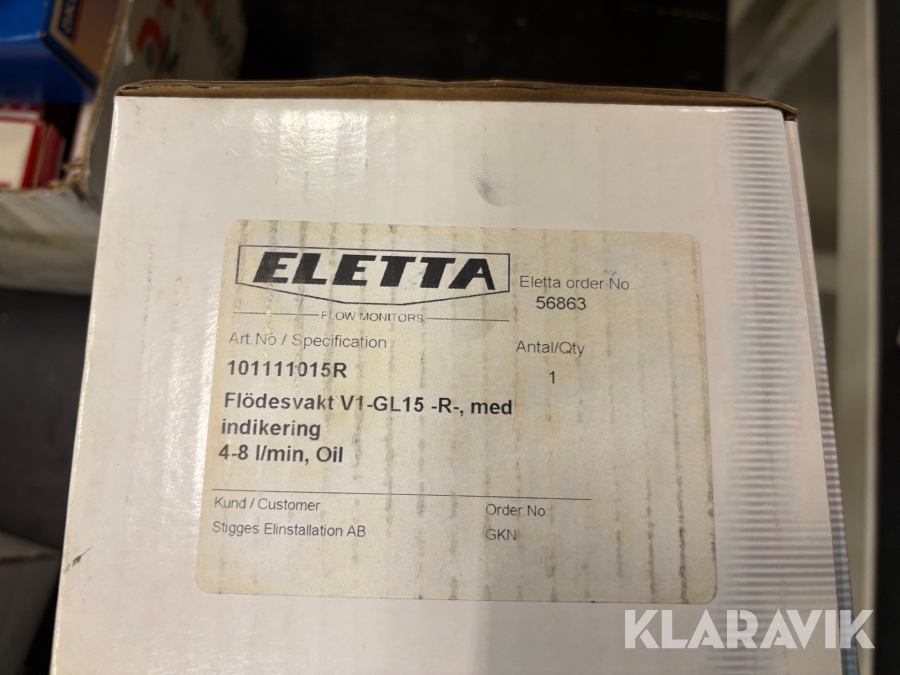 ELETTA
FLOW MONITORS
Eletta order No:
56863
Art.No / Specification
Antal/Qty
101111015R
1
Flödesvakt V1-GL15 -R-, med
indikering
4-8 l/min, Oil
Kund / Customer
Order.No:
Stigges Elinstallation AB
GKN
KLARAVIK